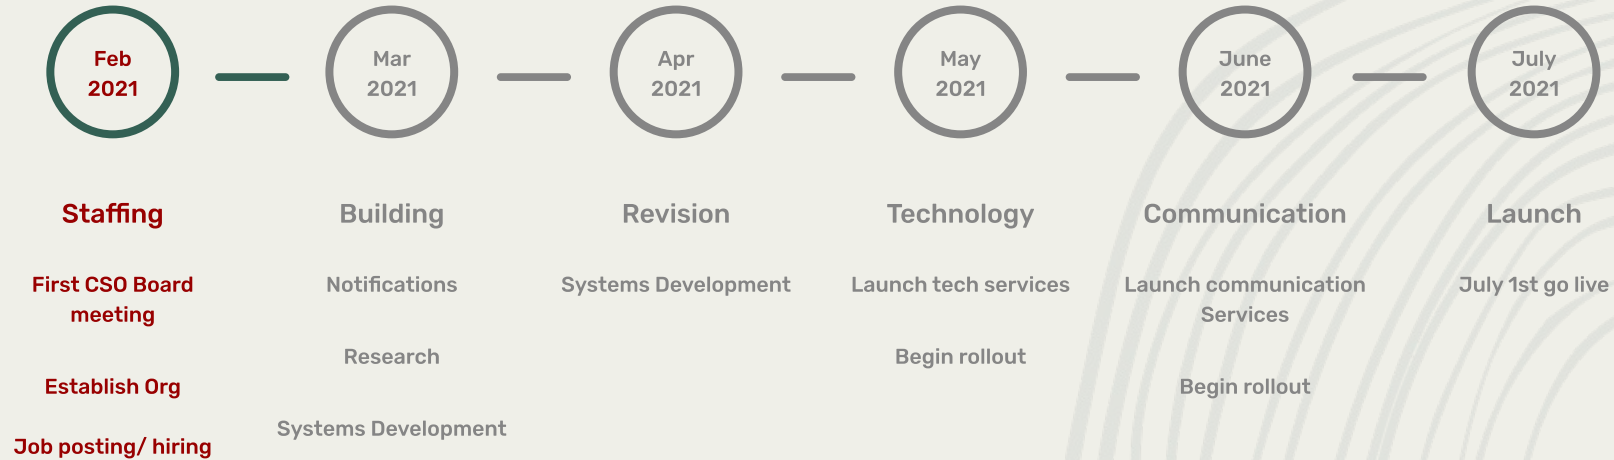 Feb
2021
Mar
2021
Apr
2021
May
2021
June
2021
July
2021
Staffing
Building
Revision
Technology
Communication
Launch
First CSO Board
meeting
Establish Org
Job posting/ hiring
Notifications
Research
Systems Development
Systems Development
Launch tech services
Begin rollout
Launch communication
Services
Begin rollout
July 1st go live